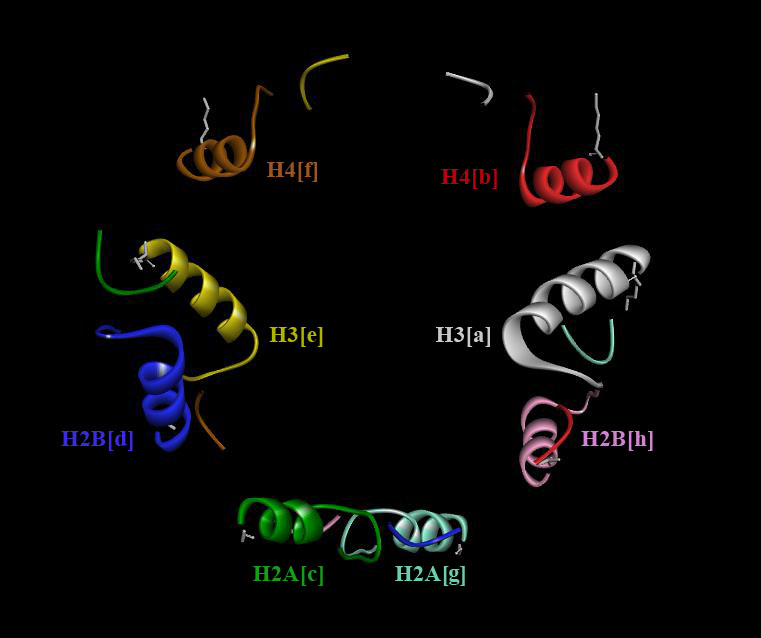 H4[f]
H4[b]
H3[e]
H3[a]
H2B[d]
H2B[h]
H2A[c]
H2A[g]